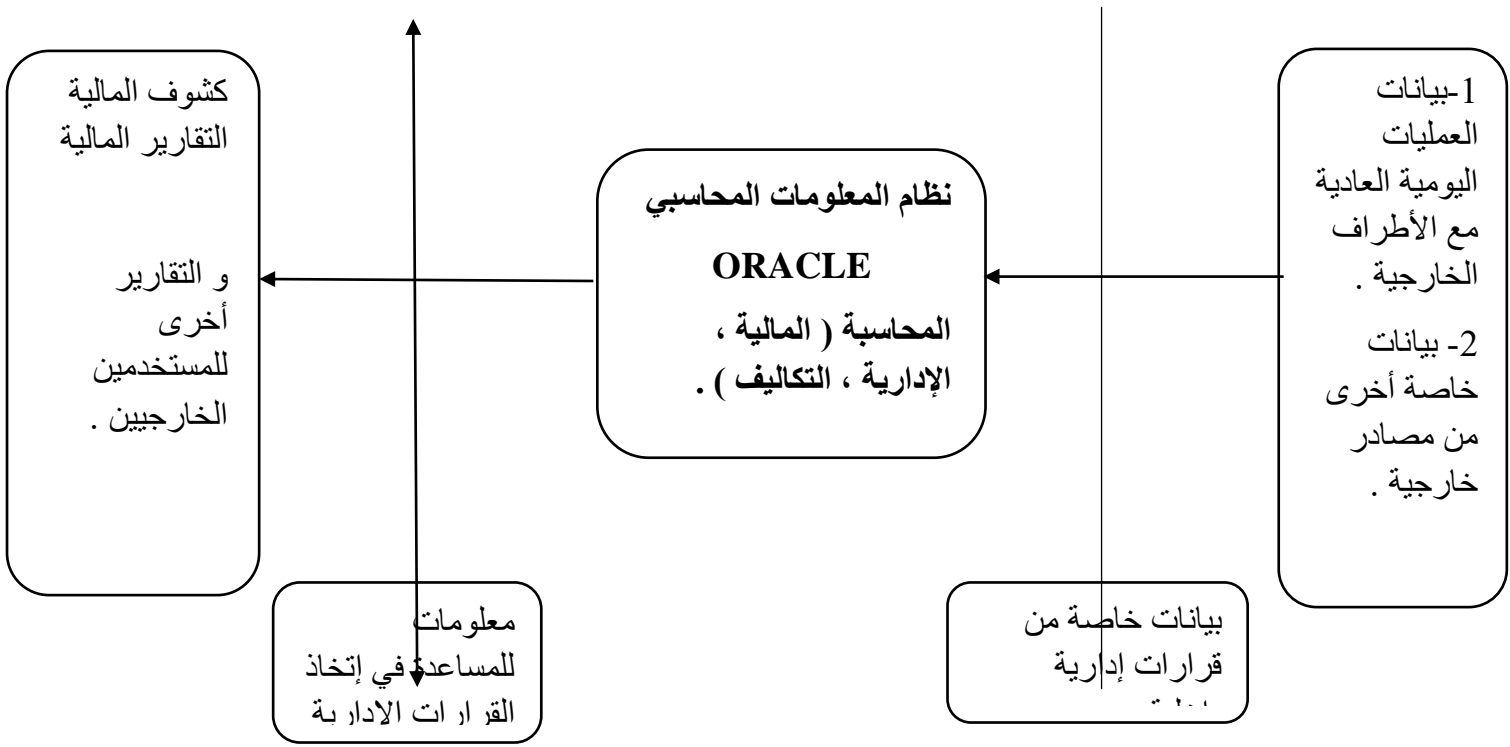 1-بيانات
العمليات
اليومية العادية
مع الأطراف
الخارجية .
2- بيانات
خاصة أخرى
من مصادر
خارجية .
نظام المعلومات المحاسبي
ORACLE
المحاسبة ( المالية ،
الإدارية ، التكاليف ) .
كشوف المالية
التقارير المالية
و التقارير
أخرى
للمستخدمين
الخارجيين .
بيانات خاصة من
قرارات إدارية
معلومات
للمساعدة في إتخاذ
القرارات الادارية